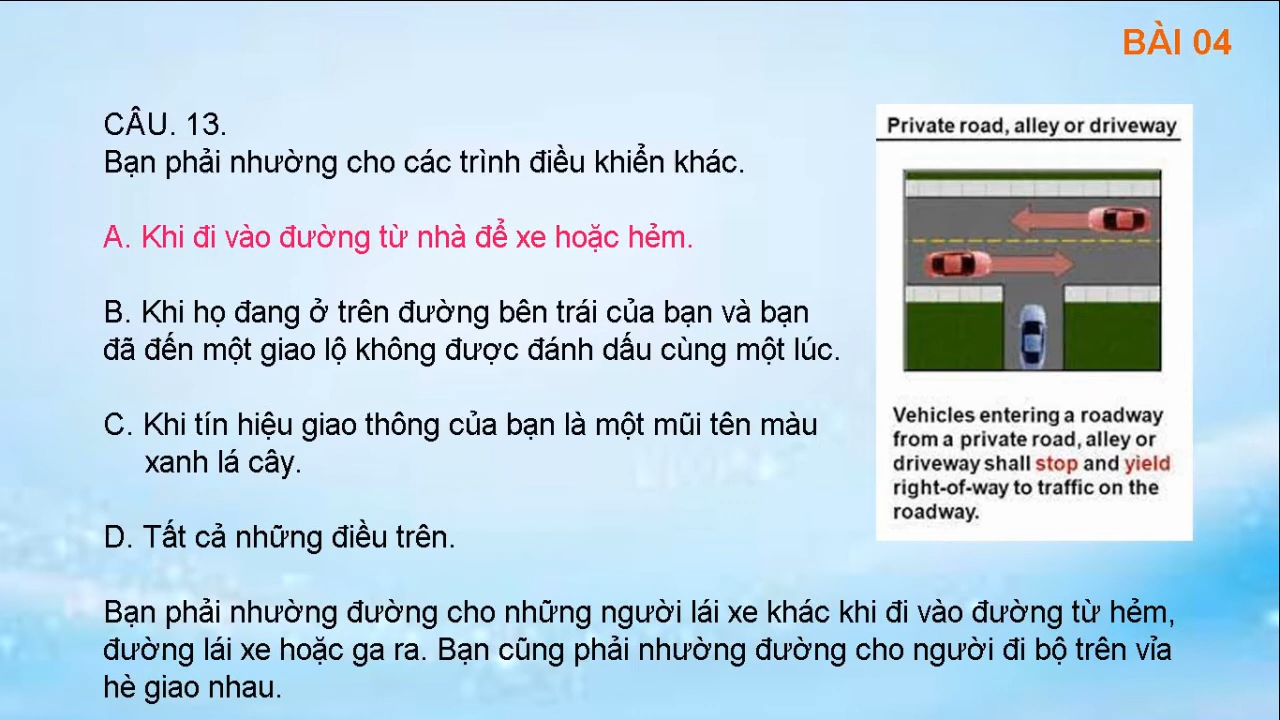 BÀI 04
CÂU. 13.
Bạn phải nhường cho các trình điều khiển khác.
A. Khi đi vào đường từ nhà để xe hoặc hẻm.
B. Khi họ đang ở trên đường bên trái của bạn và bạn
đã đến một giao lộ không được đánh dấu cùng một lúc.
C. Khi tín hiệu giao thông của bạn là một mũi tên màu
xanh lá cây.
D. Tất cả những điều trên.
Bạn phải nhường đường cho những người lái xe khác khi đi vào đường từ hẻm,
đường lái xe hoặc ga ra. Bạn cũng phải nhường đường cho người đi bộ trên vỉa
hè giao nhau.
Private road, alley or driveway
Vehicles entering a roadway
from a private road, alley or
driveway shall stop and yield
right-of-way to traffic on the
roadway.